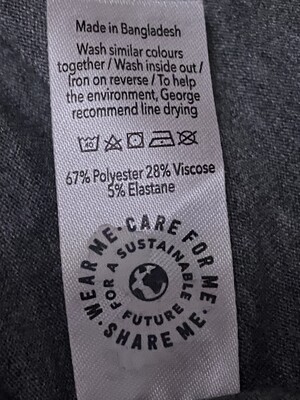 Made in Bangladesh
Wash similar colours
together / Wash inside out /
Iron on reverse / To help
the environment, George
recommend line drying
40
67% Polyester 28% Viscose
5% Elastane
WEAR ME • CARE FOR ME • SHARE ME •
FOR A SUSTAINABLE FUTURE